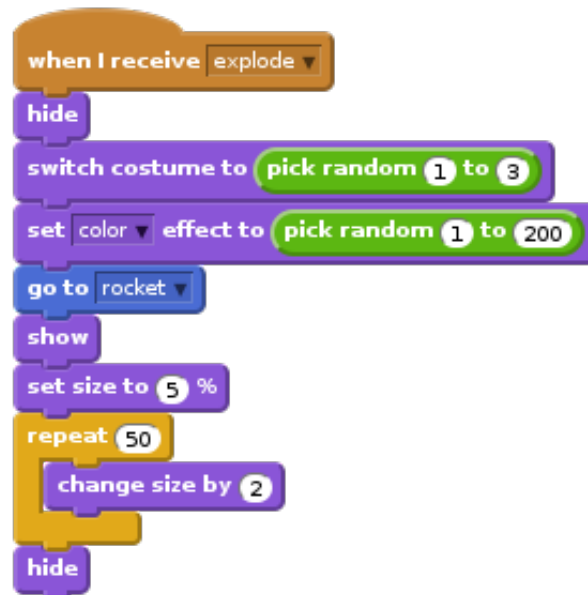 when I receive explode
hide
switch costume to pick random 1 to 3
set color effect to pick random 1 to 200
go to rocket
show
set size to 5 %
repeat 50
change size by 2
hide